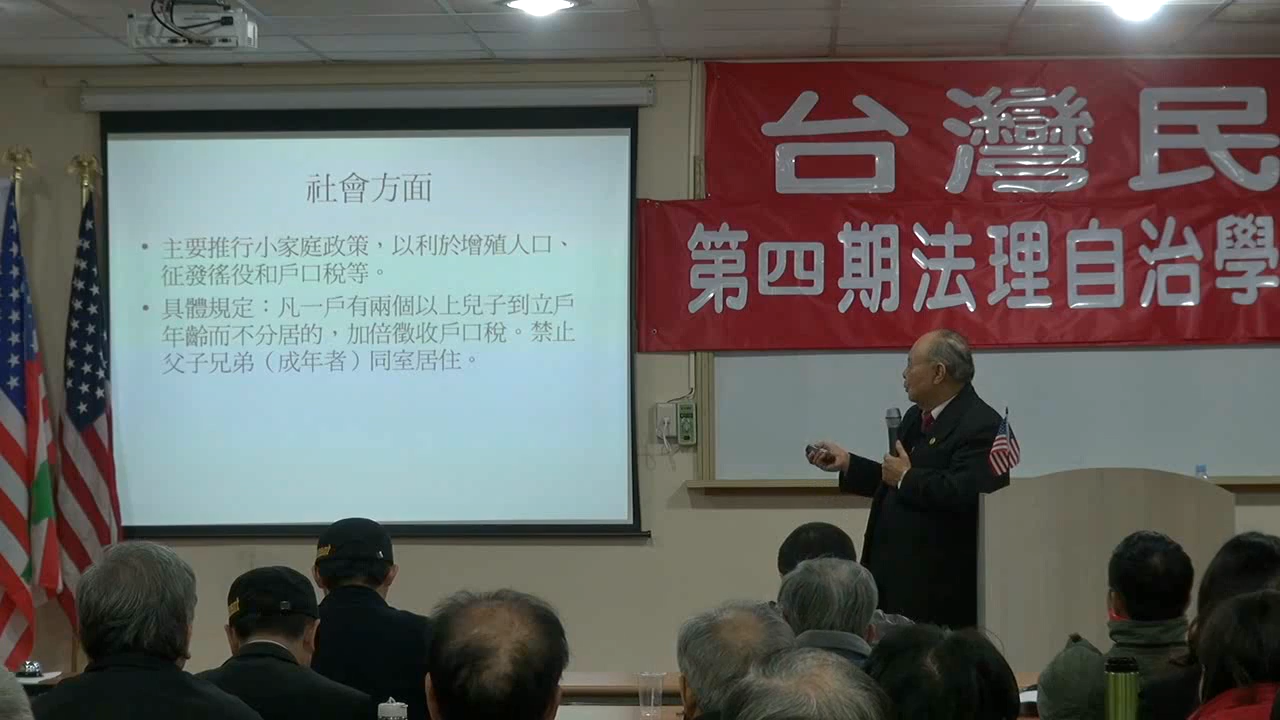 社會方面
• 主要推行小家庭政策，以利於增殖人口、
征發徭役和戶口稅等。
• 具體規定：凡一戶有兩個以上兒子到立戶
年齡而不分居的，加倍徵收戶口稅。禁止
父子兄弟（成年者）同室居住。
台灣民
第四期法理自治學